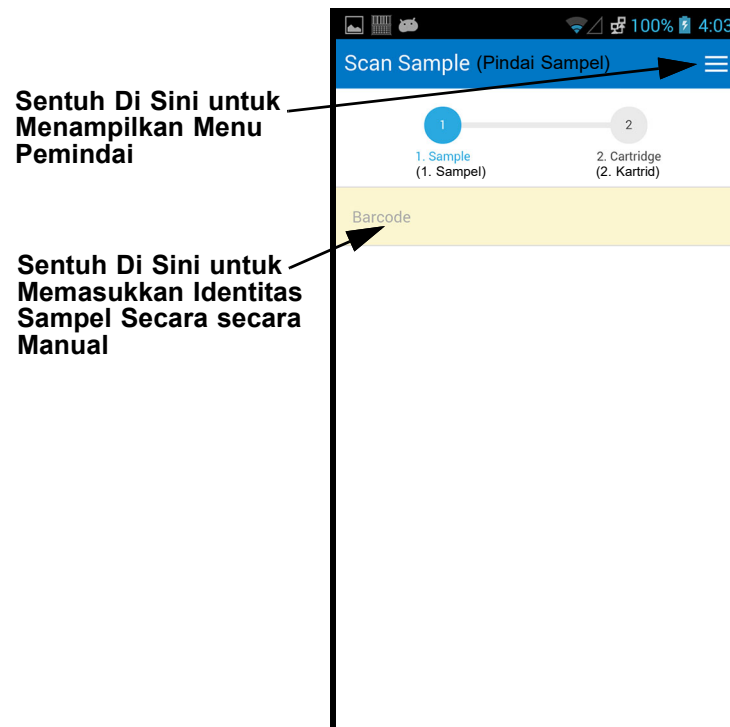 100% 4:03
Scan Sample (Pindai Sampel)
Sentuh Di Sini untuk
Menampilkan Menu
Pemindai
1
2
1. Sample
(1. Sampel)
2. Cartridge
(2. Kartrid)
Barcode
Sentuh Di Sini untuk
Memasukkan Identitas
Sampel Secara secara
Manual